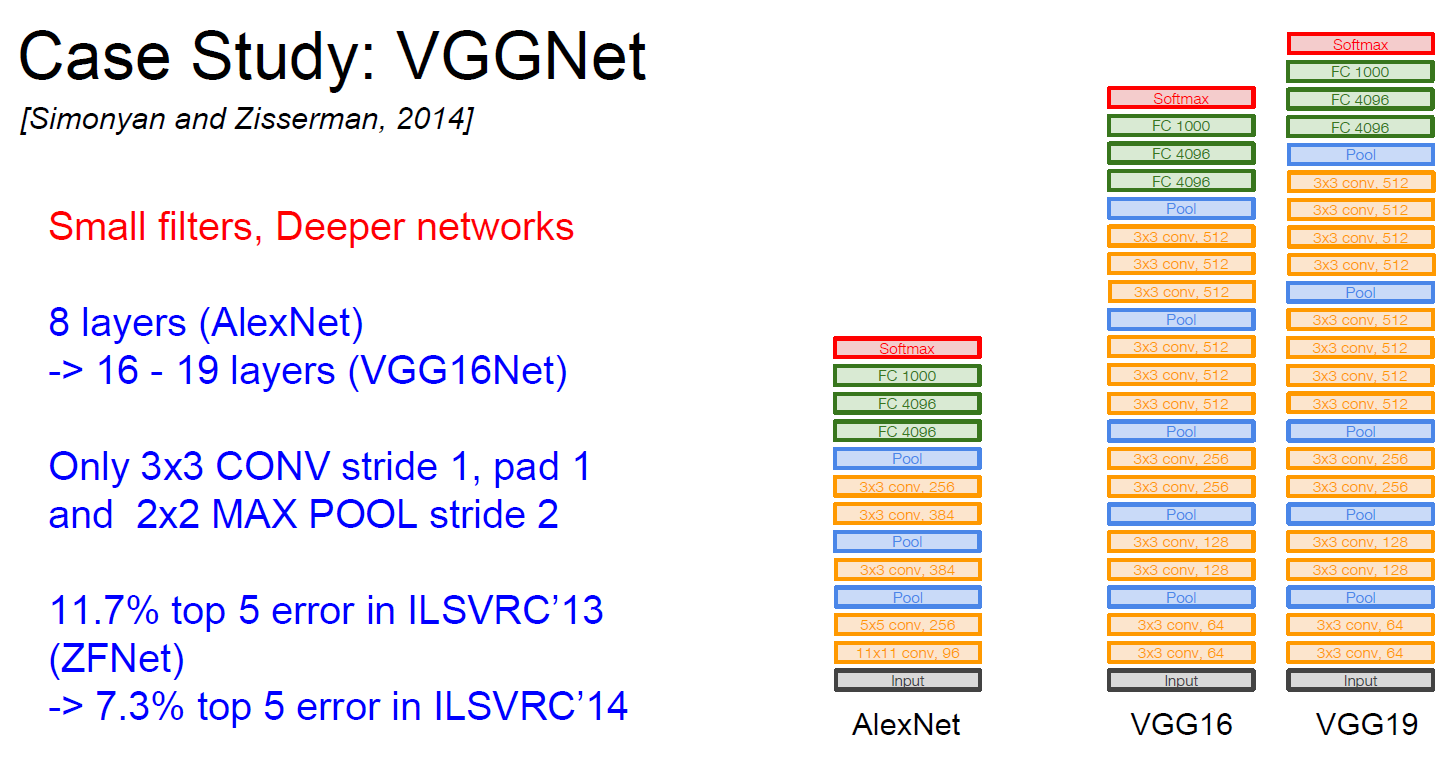 Case Study: VGGNet
[Simonyan and Zisserman, 2014]
Small filters, Deeper networks
8 layers (AlexNet)
-> 16 - 19 layers (VGG16Net)
Only 3x3 CONV stride 1, pad 1
and 2x2 MAX POOL stride 2
11.7% top 5 error in ILSVRC’13
(ZFNet)
-> 7.3% top 5 error in ILSVRC’14
Softmax
FC 1000
FC 4096
FC 4096
Pool
3x3 conv, 256
3x3 conv, 384
Pool
3x3 conv, 384
Pool
5x5 conv, 256
11x11 conv, 96
Input
AlexNet
Softmax
FC 1000
FC 4096
FC 4096
Pool
3x3 conv, 512
3x3 conv, 512
3x3 conv, 512
Pool
3x3 conv, 512
3x3 conv, 512
3x3 conv, 512
Pool
3x3 conv, 256
3x3 conv, 256
Pool
3x3 conv, 128
3x3 conv, 128
Pool
3x3 conv, 64
3x3 conv, 64
Input
VGG16
Softmax
FC 1000
FC 4096
FC 4096
Pool
3x3 conv, 512
3x3 conv, 512
3x3 conv, 512
3x3 conv, 512
Pool
3x3 conv, 512
3x3 conv, 512
3x3 conv, 512
3x3 conv, 512
Pool
3x3 conv, 256
3x3 conv, 256
Pool
3x3 conv, 128
3x3 conv, 128
Pool
3x3 conv, 64
3x3 conv, 64
Input
VGG19